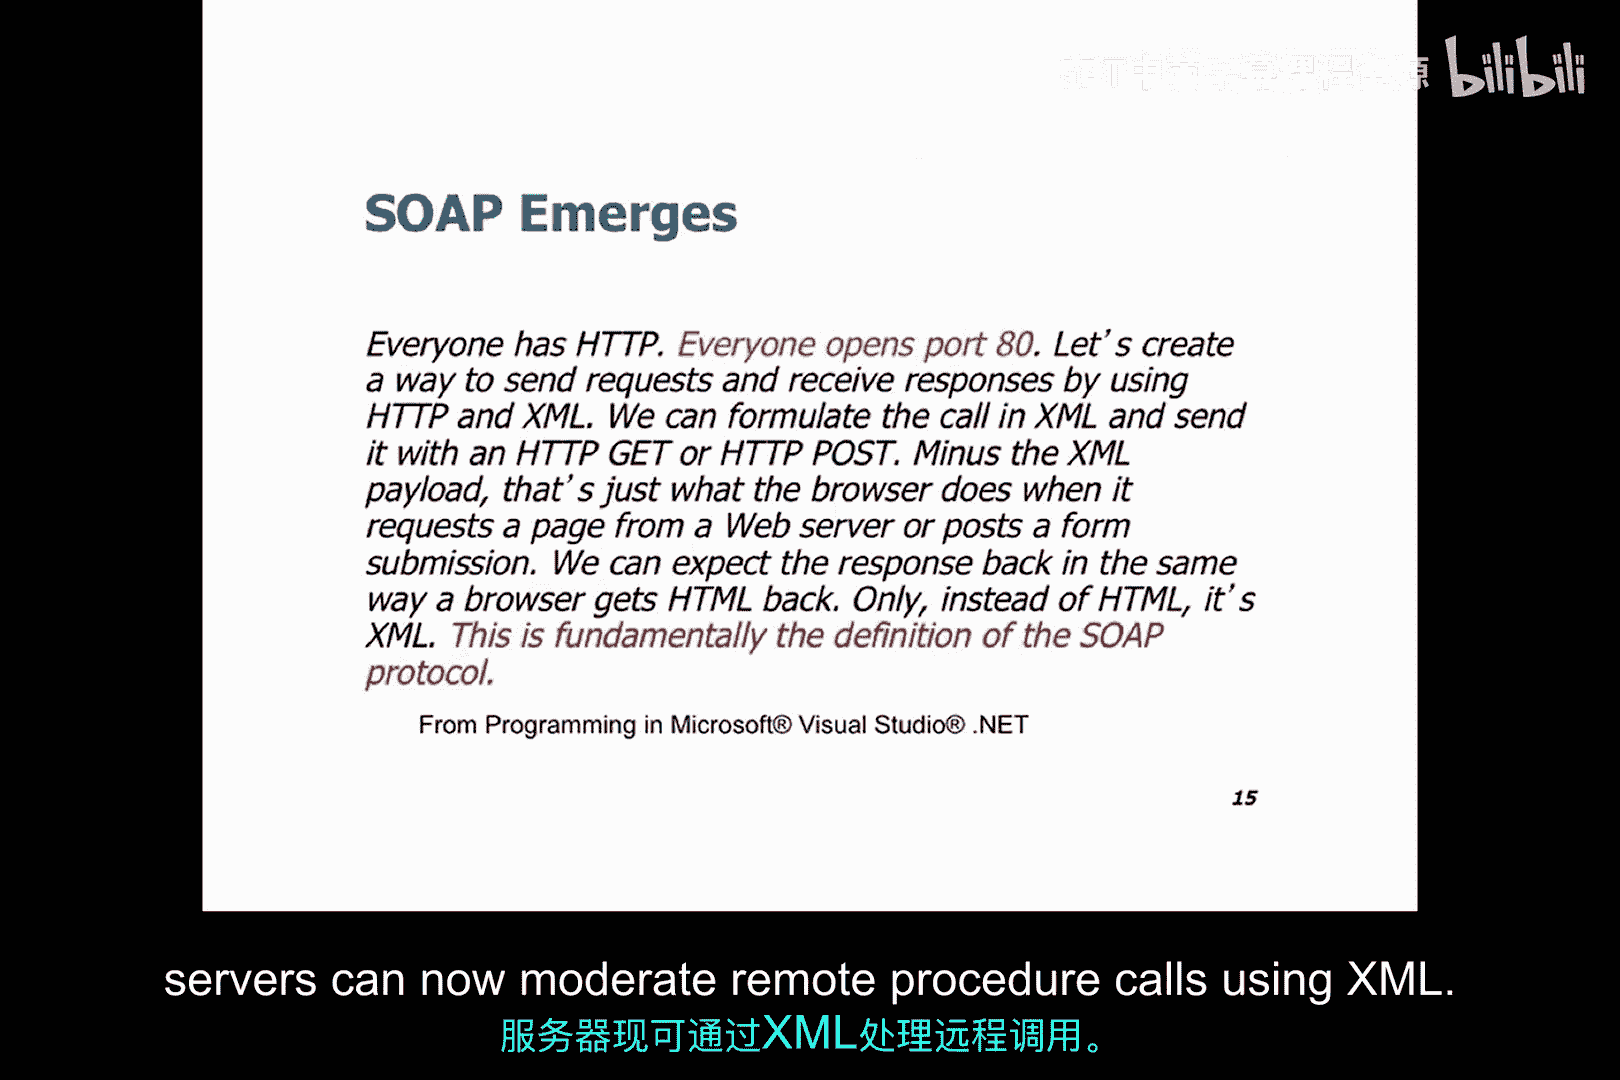 bilibili
SOAP Emerges
Everyone has HTTP. Everyone opens port 80. Let's create
a way to send requests and receive responses by using
HTTP and XML. We can formulate the call in XML and send
it with an HTTP GET or HTTP POST. Minus the XML
payload, that's just what the browser does when it
requests a page from a Web server or posts a form
submission. We can expect the response back in the same
way a browser gets HTML back. Only, instead of HTML, it's
XML. This is fundamentally the definition of the SOAP
protocol.
From Programming in Microsoft® Visual Studio® .NET
15
servers can now moderate remote procedure calls using XML.
服务器现可通过XML处理远程调用。